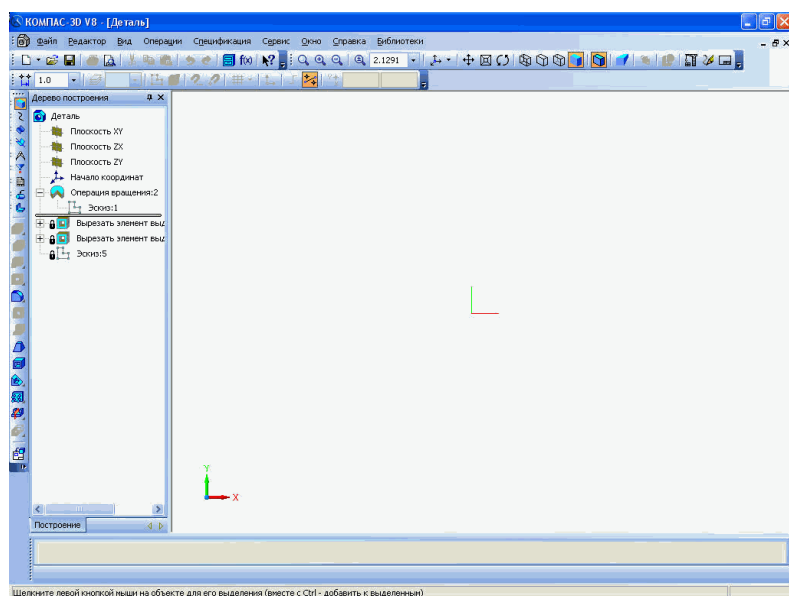 КОМПАС-3D V8 - [Деталь]
Файл Редактор Вид Операции Спецификация Сервис Окно Справка Библиотеки
2.1291
1.0
Дерево построения
Деталь
Плоскость XY
Плоскость ZX
Плоскость ZY
Начало координат
Операция вращения:2
Эскиз:1
Вырезать элемент выд
Вырезать элемент выд
Эскиз:5
Y
X
Построение
Щелкните левой кнопкой мыши на объекте для его выделения (вместе с Ctrl - добавить к выделенным)